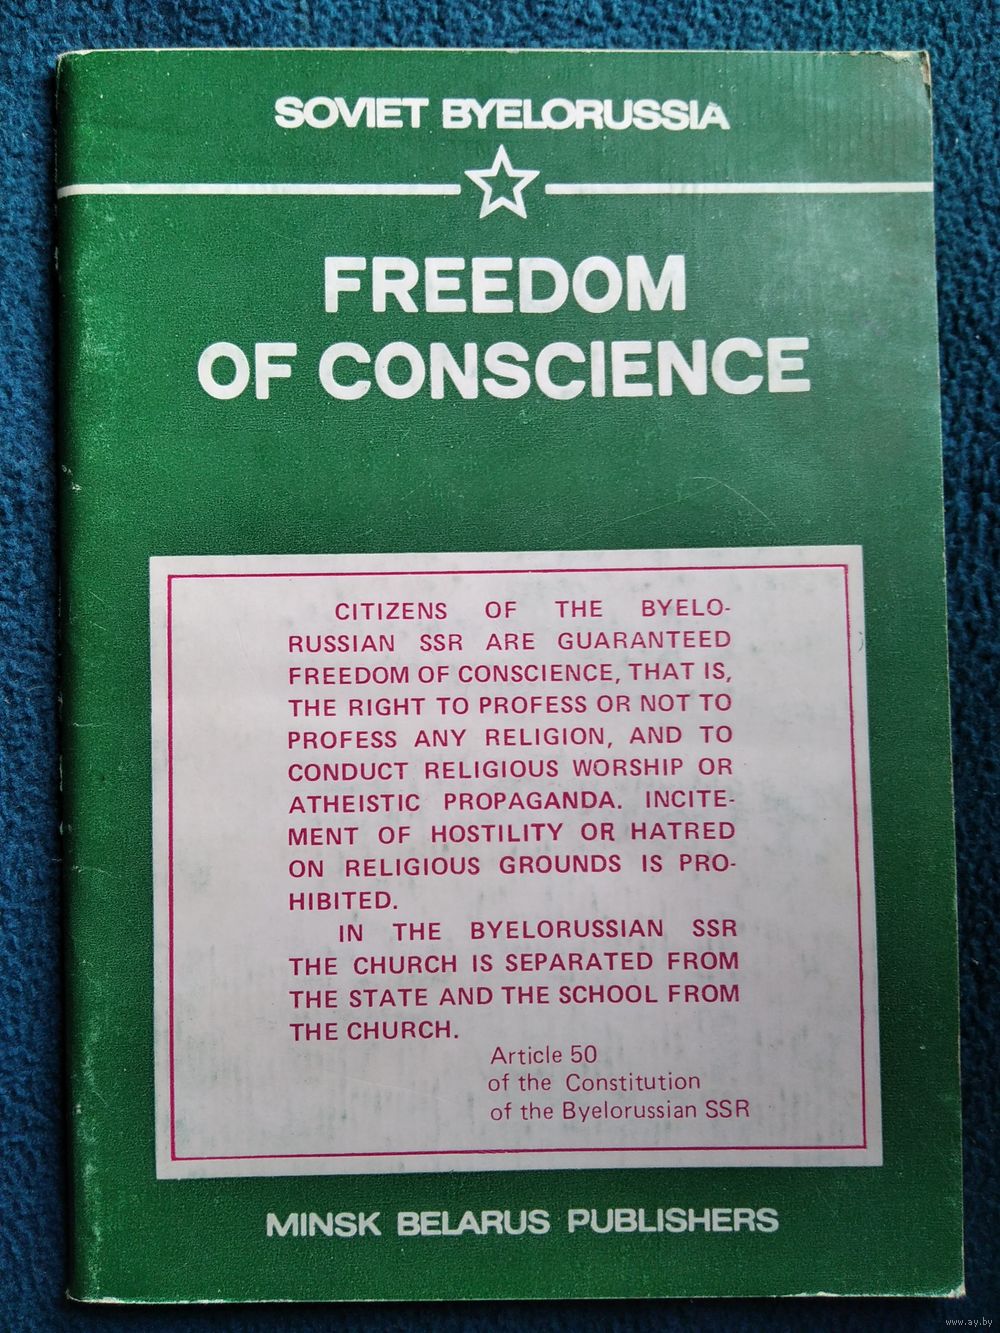 SOVIET BYELORUSSIA
FREEDOM
OF CONSCIENCE
CITIZENS OF THE BYELO-
RUSSIAN SSR ARE GUARANTEED
FREEDOM OF CONSCIENCE, THAT IS,
THE RIGHT TO PROFESS OR NOT TO
PROFESS ANY RELIGION, AND TO
CONDUCT RELIGIOUS WORSHIP OR
ATHEISTIC PROPAGANDA. INCITE-
MENT OF HOSTILITY OR HATRED
ON RELIGIOUS GROUNDS IS PRO-
HIBITED.
IN THE BYELORUSSIAN SSR
THE CHURCH IS SEPARATED FROM
THE STATE AND THE SCHOOL FROM
THE CHURCH.
Article 50
of the Constitution
of the Byelorussian SSR
MINSK BELARUS PUBLISHERS
www.ay.by